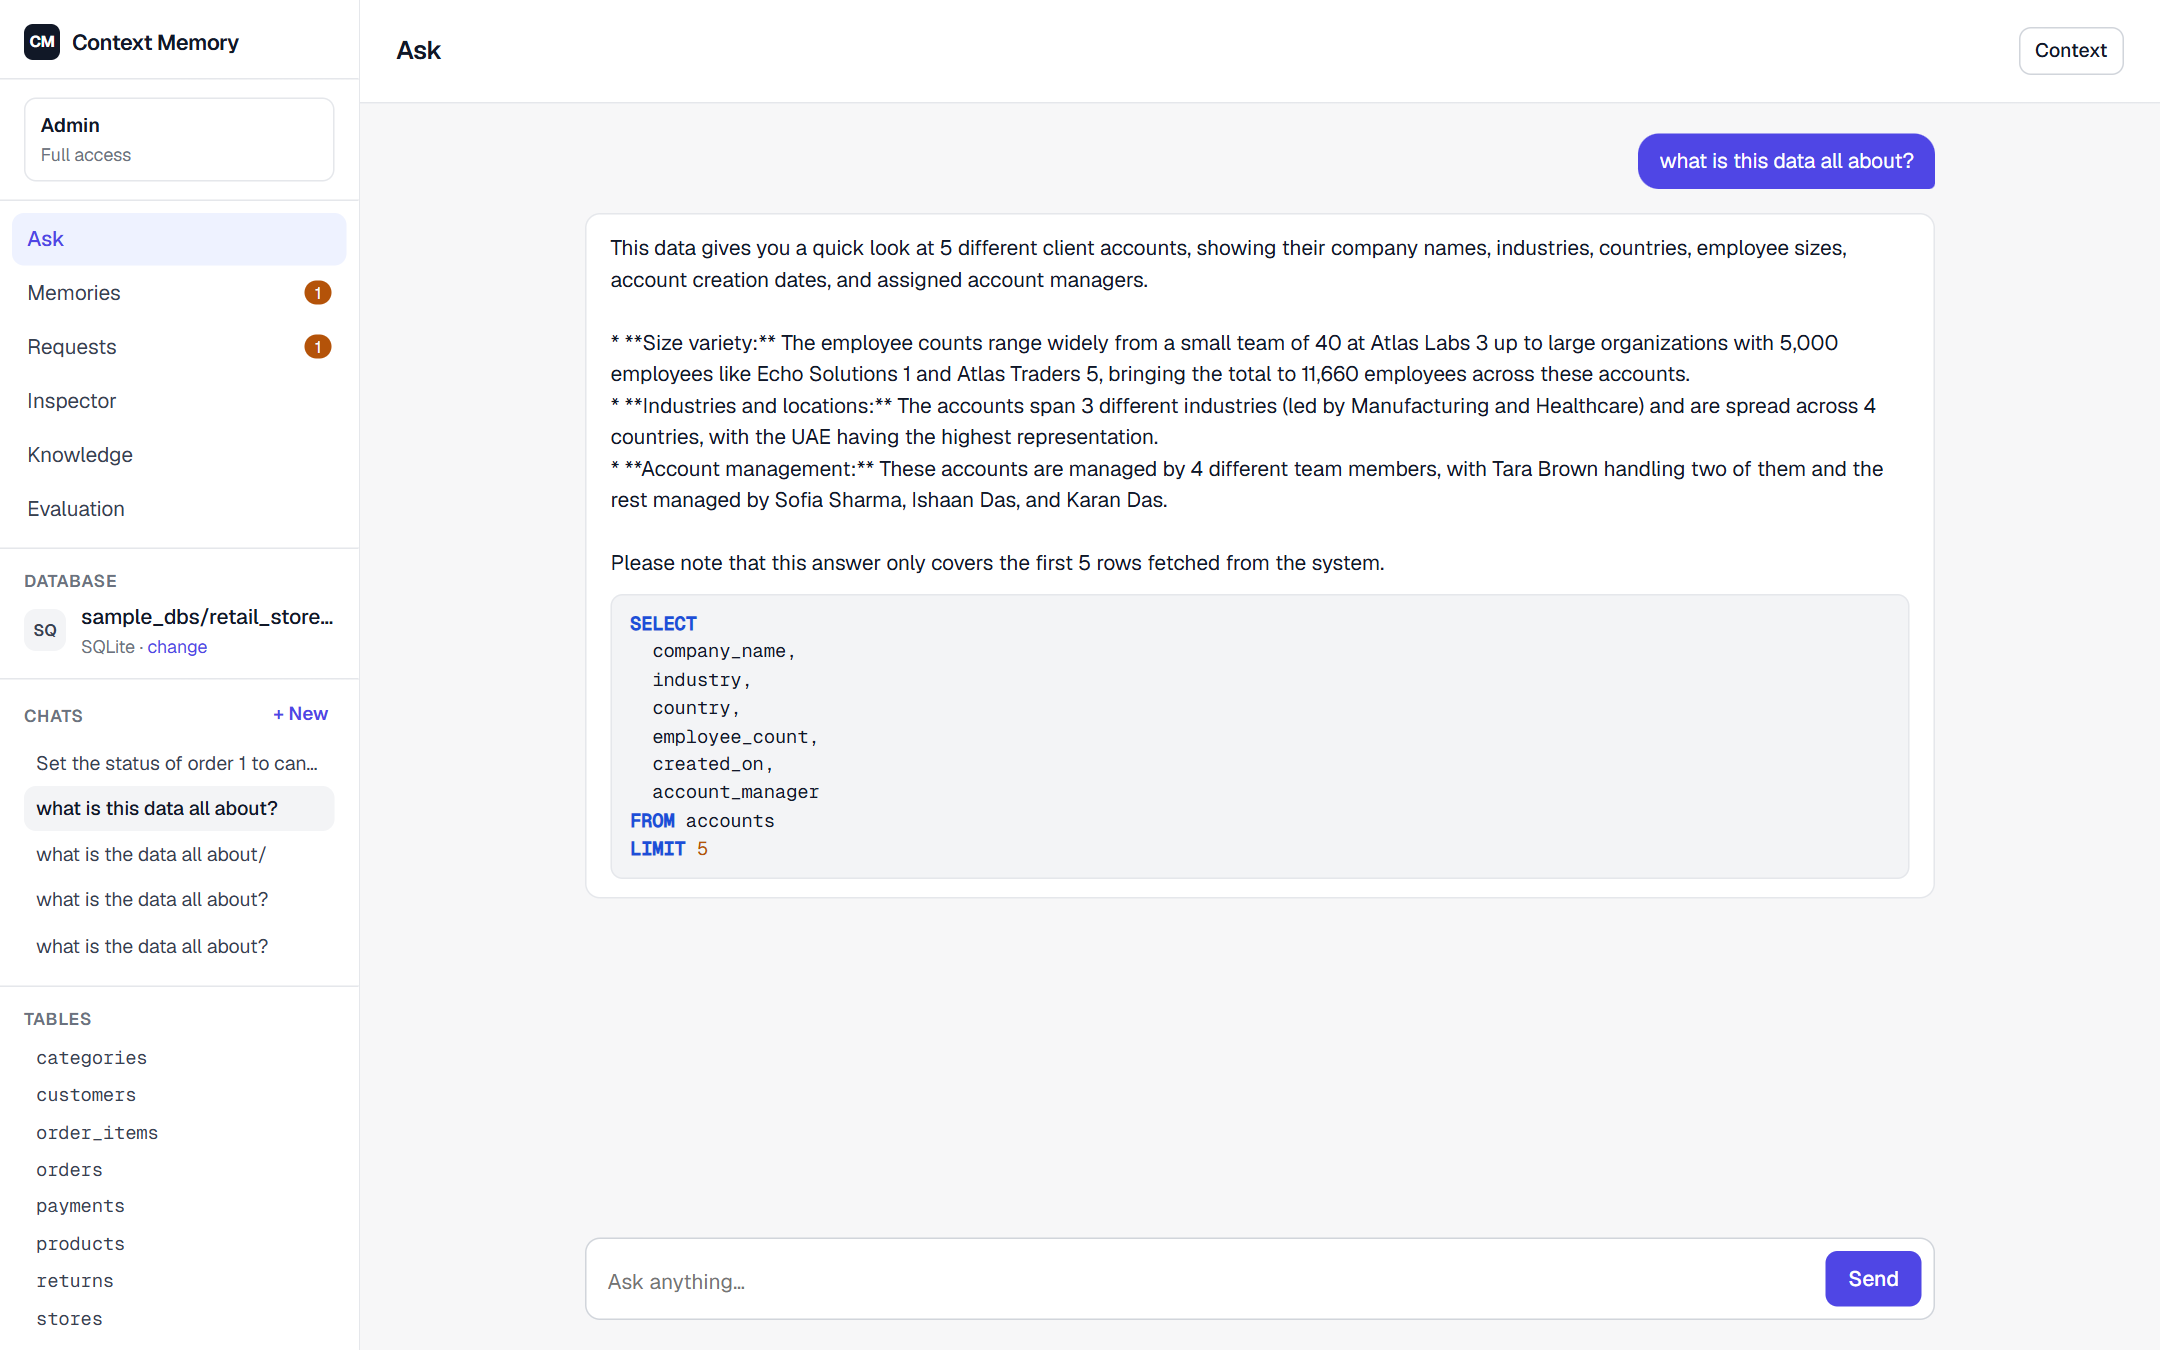 CM Context Memory
Admin
Full access
Ask
Memories 1
Requests 1
Inspector
Knowledge
Evaluation
DATABASE
SQ sample_dbs/retail_store...
SQLite · change
CHATS + New
Set the status of order 1 to can...
what is this data all about?
what is the data all about/
what is the data all about?
what is the data all about?
TABLES
categories
customers
order_items
orders
payments
products
returns
stores
Ask
Context
what is this data all about?
This data gives you a quick look at 5 different client accounts, showing their company names, industries, countries, employee sizes,
account creation dates, and assigned account managers.
* **Size variety:** The employee counts range widely from a small team of 40 at Atlas Labs 3 up to large organizations with 5,000
employees like Echo Solutions 1 and Atlas Traders 5, bringing the total to 11,660 employees across these accounts.
* **Industries and locations:** The accounts span 3 different industries (led by Manufacturing and Healthcare) and are spread across 4
countries, with the UAE having the highest representation.
* **Account management:** These accounts are managed by 4 different team members, with Tara Brown handling two of them and the
rest managed by Sofia Sharma, Ishaan Das, and Karan Das.
Please note that this answer only covers the first 5 rows fetched from the system.
SELECT
company_name,
industry,
country,
employee_count,
created_on,
account_manager
FROM accounts
LIMIT 5
Ask anything...
Send